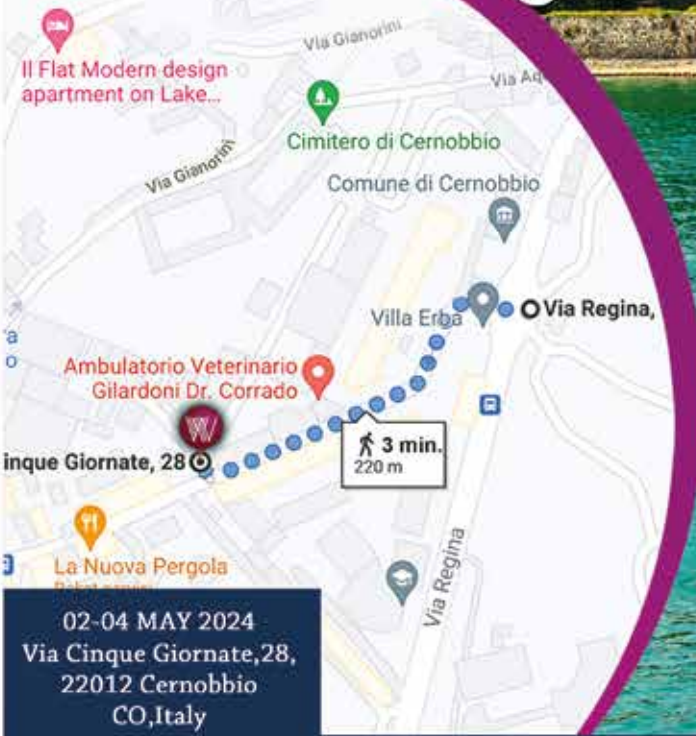 Via Gianorini
Il Flat Modern design
apartment on Lake...
Via Aq
Cimitero di Cernobbio
Via Gianorini
Comune di Cernobbio
Villa Erba
Via Regina,
a
o
Ambulatorio Veterinario
Gilardoni Dr. Corrado
W
inque Giornate, 28
3 min.
220 m
La Nuova Pergola
Via Regina
02-04 MAY 2024
Via Cinque Giornate,28,
22012 Cernobbio
CO,Italy